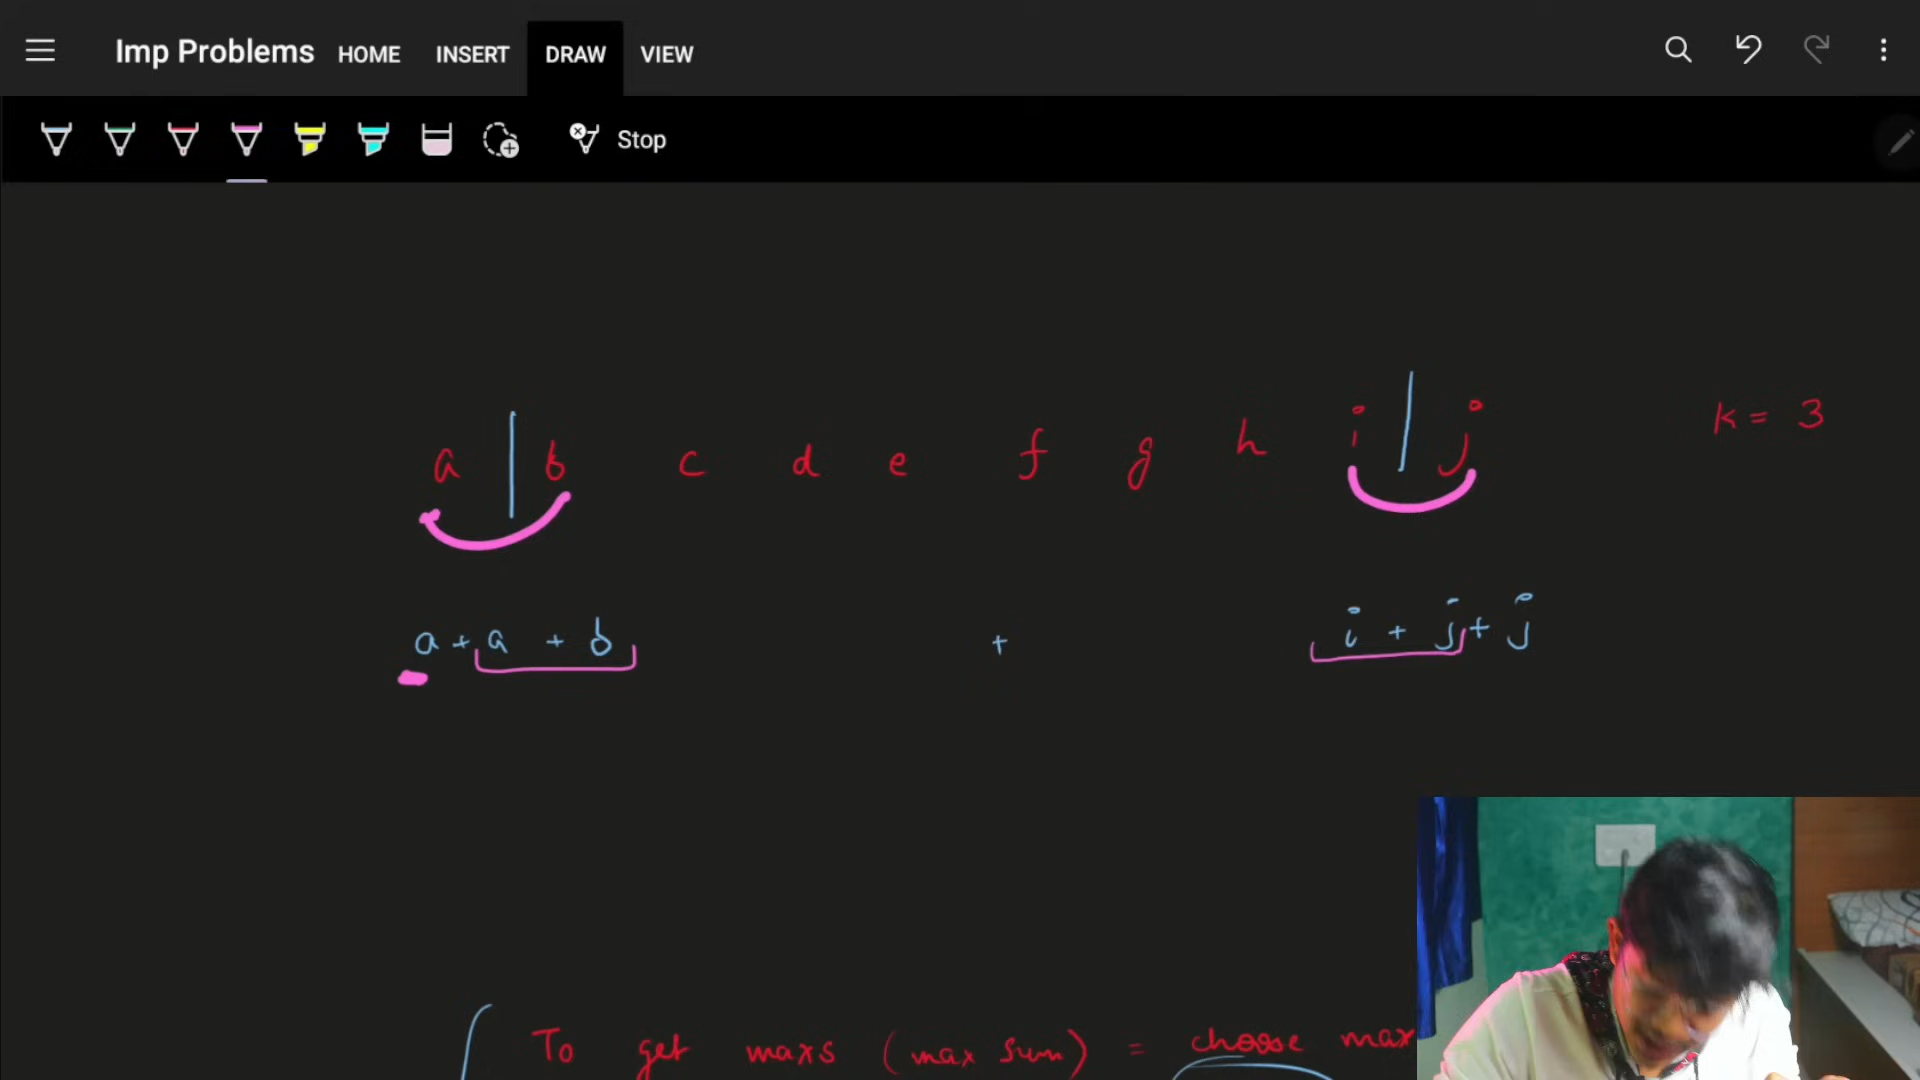 Imp Problems HOME INSERT DRAW VIEW
Stop
a b c d e f g h i j K = 3
a + a + b + i + j + j
To get maxs (max sum) = choose max